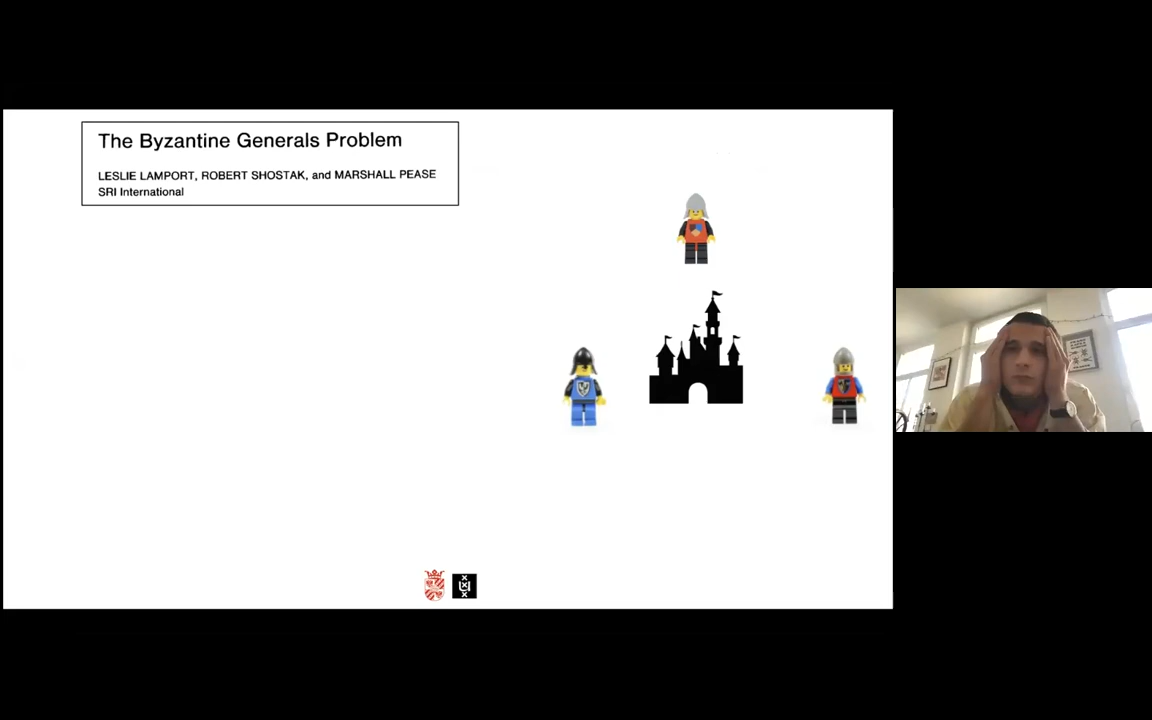 The Byzantine Generals Problem
LESLIE LAMPORT, ROBERT SHOSTAK, and MARSHALL PEASE
SRI International